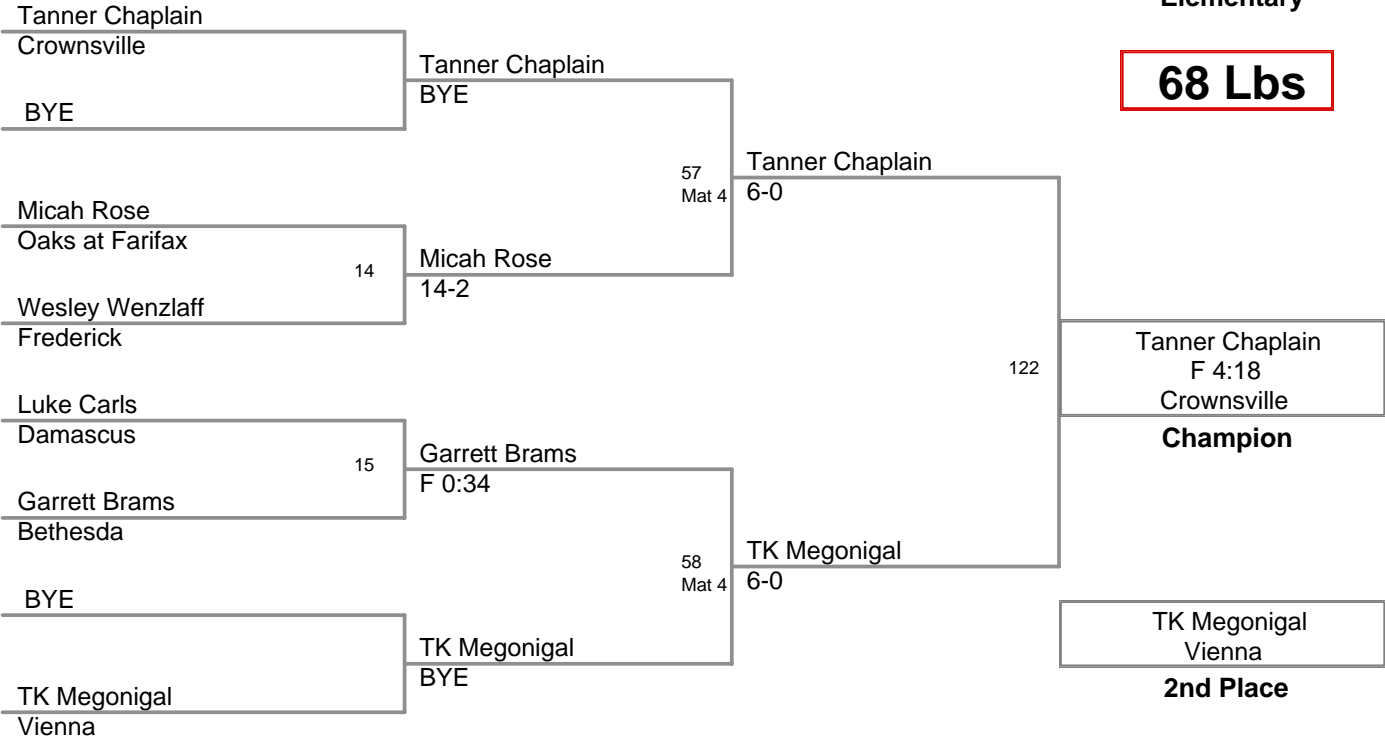 Elementary
68 Lbs
Tanner Chaplain
Crownsville
BYE
Micah Rose
Oaks at Farifax
14
Wesley Wenzlaff
Frederick
Luke Carls
Damascus
15
Garrett Brams
Bethesda
BYE
TK Megonigal
Vienna
Tanner Chaplain
BYE
57
Mat 4
Micah Rose
14-2
Garrett Brams
F 0:34
58
Mat 4
TK Megonigal
BYE
Tanner Chaplain
6-0
122
TK Megonigal
6-0
Tanner Chaplain
F 4:18
Crownsville
Champion
TK Megonigal
Vienna
2nd Place